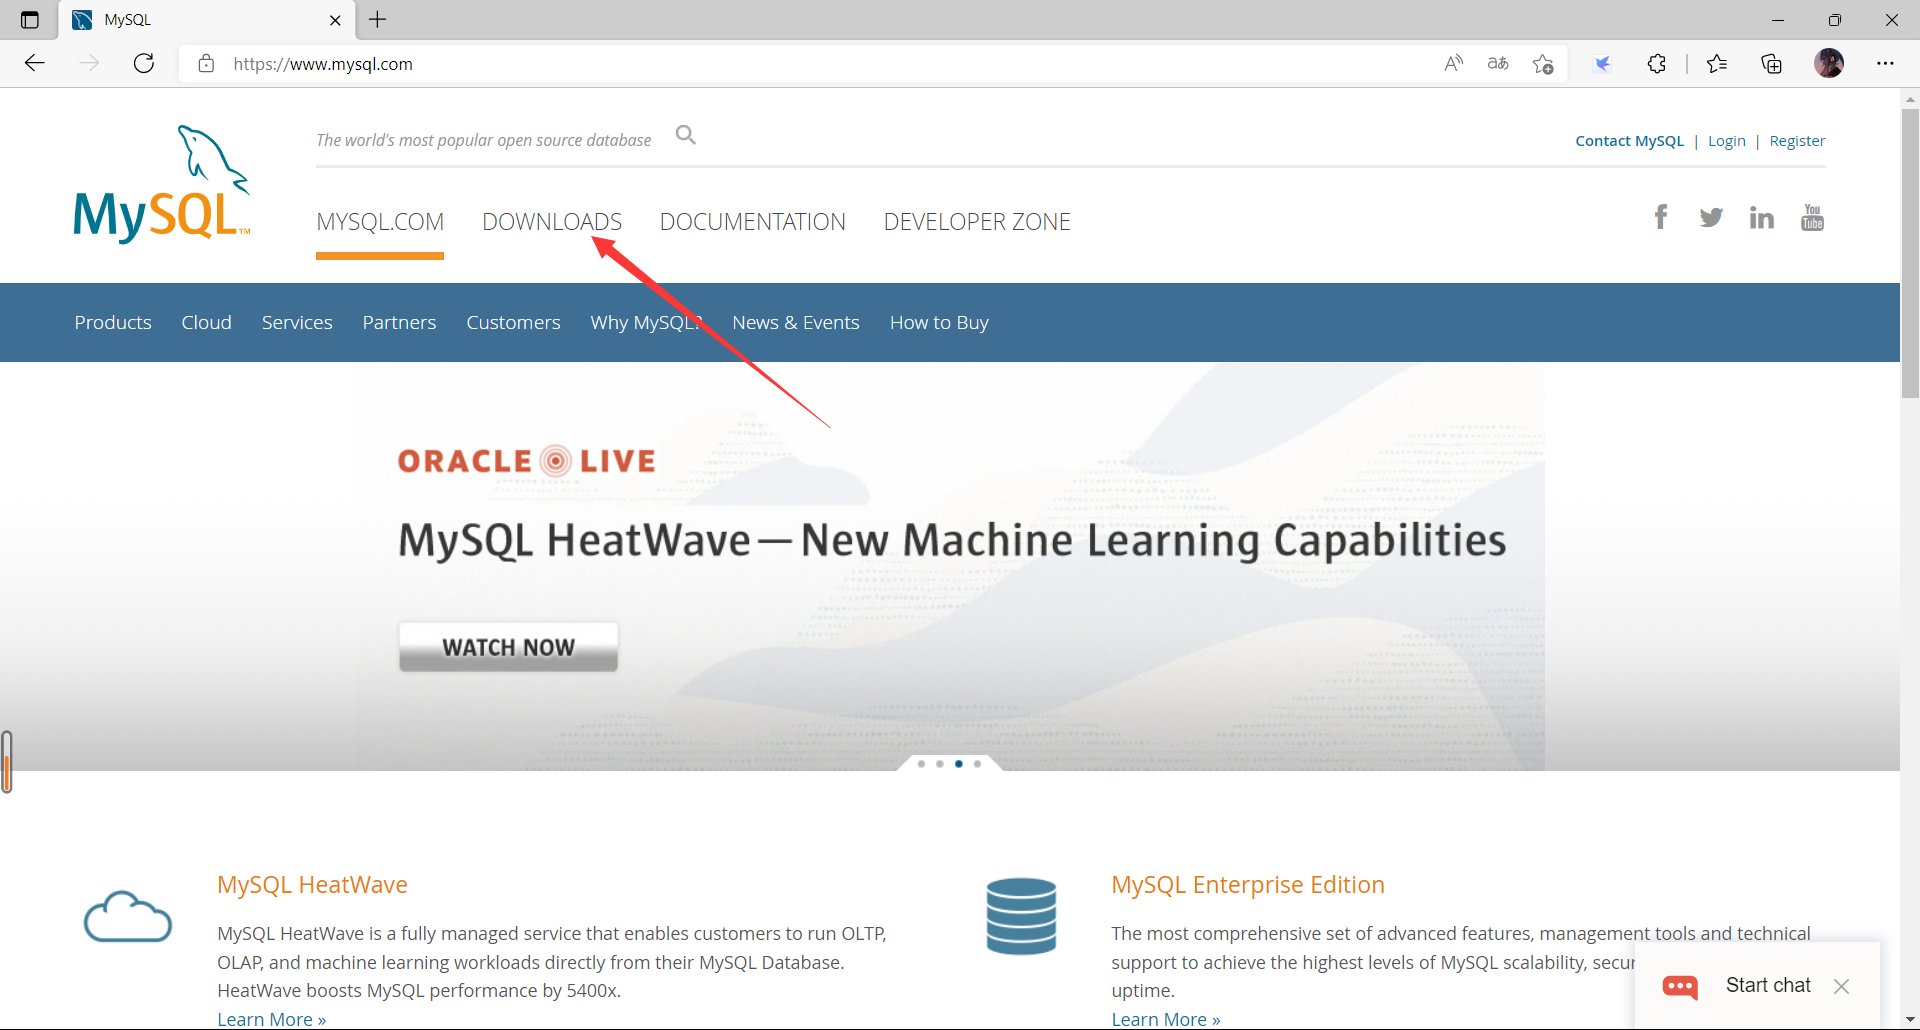 MySQL
https://www.mysql.com
The world's most popular open source database
Contact MySQL | Login | Register
MySQL™
MYSQL.COM DOWNLOADS DOCUMENTATION DEVELOPER ZONE
You Tube
Products Cloud Services Partners Customers Why MySQL? News & Events How to Buy
ORACLE LIVE
MySQL HeatWave—New Machine Learning Capabilities
WATCH NOW
MySQL HeatWave
MySQL HeatWave is a fully managed service that enables customers to run OLTP,
OLAP, and machine learning workloads directly from their MySQL Database.
HeatWave boosts MySQL performance by 5400x.
Learn More »
MySQL Enterprise Edition
The most comprehensive set of advanced features, management tools and technical
support to achieve the highest levels of MySQL scalability, secur
uptime.
Learn More »
Start chat